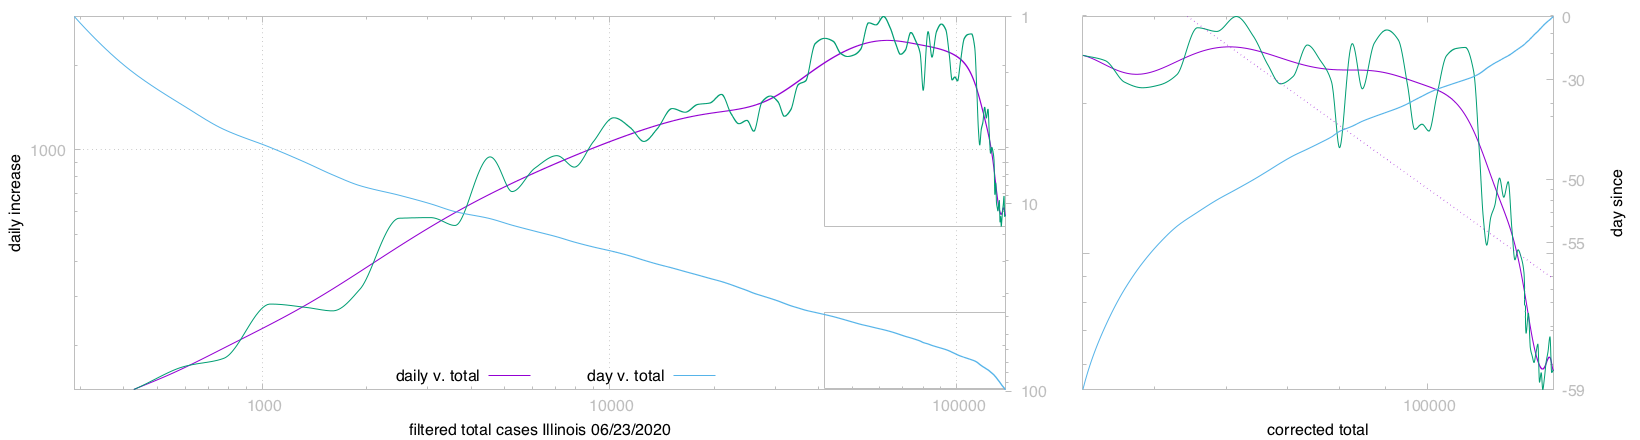 daily increase
1000
daily v. total
day v. total
1000
10000
100000
filtered total cases Illinois 06/23/2020
1
10
100
100000
corrected total
0
-30
-50
-55
-59
day since